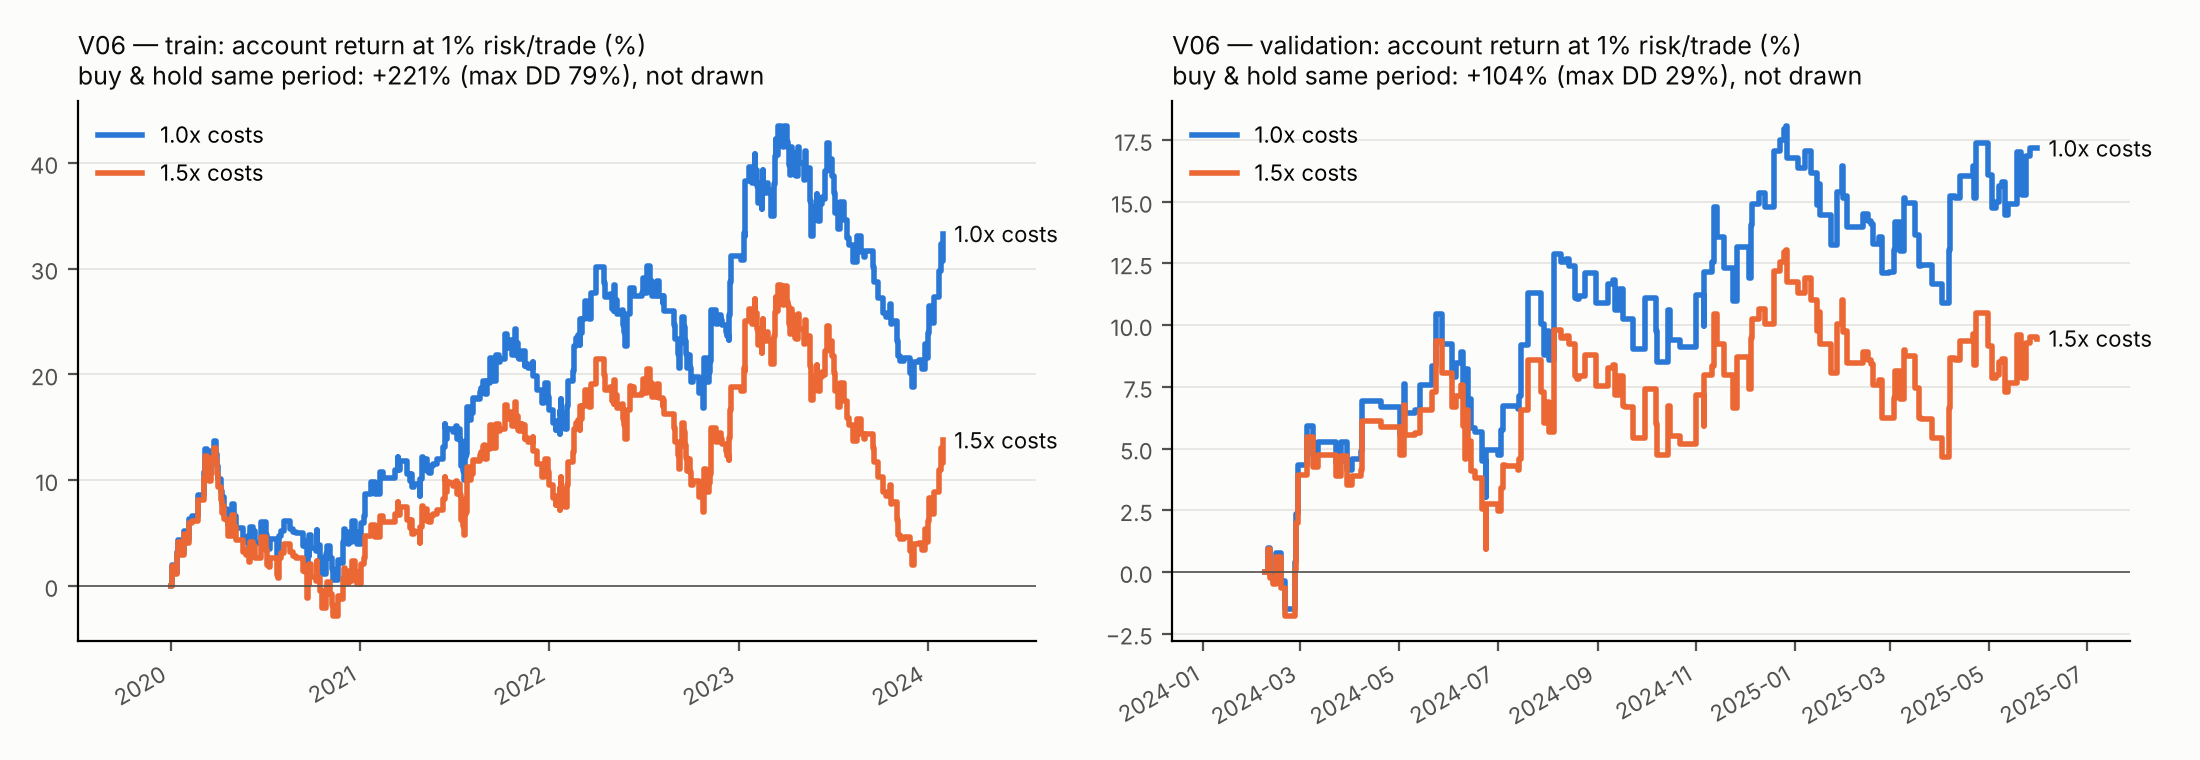 V06 — train: account return at 1% risk/trade (%)
buy & hold same period: +221% (max DD 79%), not drawn
1.0x costs
1.5x costs
40
30
20
10
0
1.0x costs
1.5x costs
2020
2021
2022
2023
2024
V06 — validation: account return at 1% risk/trade (%)
buy & hold same period: +104% (max DD 29%), not drawn
1.0x costs
1.5x costs
17.5
15.0
12.5
10.0
7.5
5.0
2.5
0.0
−2.5
1.0x costs
1.5x costs
2024-01
2024-03
2024-05
2024-07
2024-09
2024-11
2025-01
2025-03
2025-05
2025-07